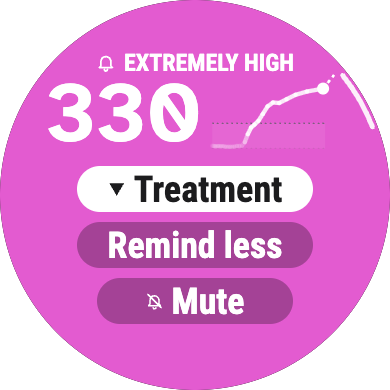 EXTREMELY HIGH
330
Treatment
Remind less
Mute